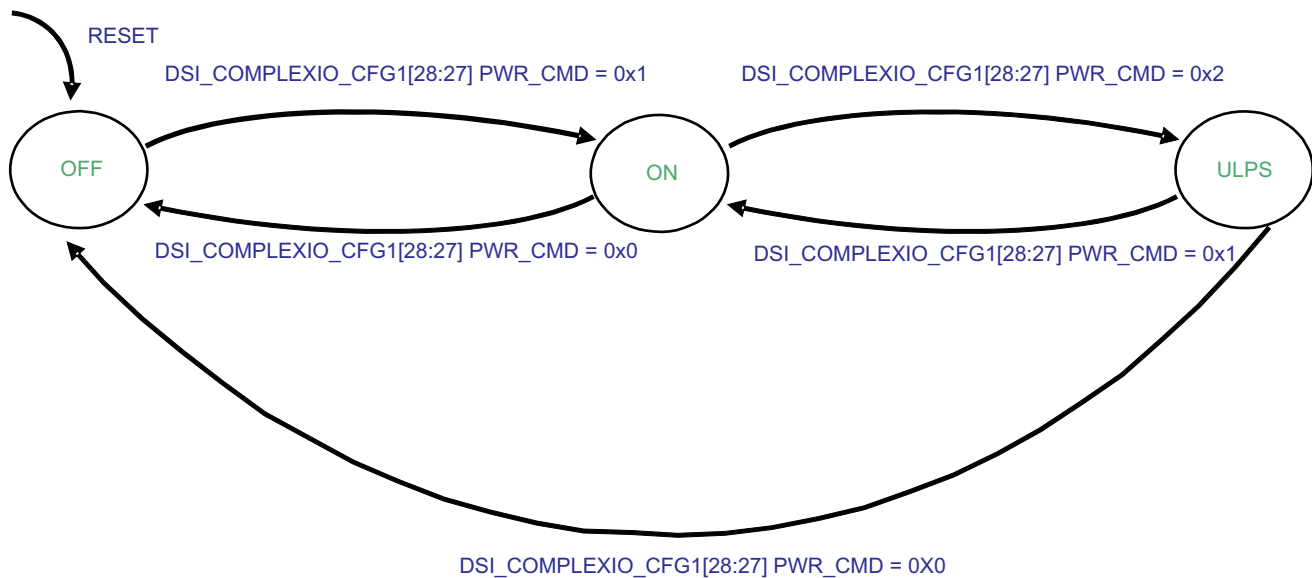 RESET
DSI_COMPLEXIO_CFG1[28:27] PWR_CMD = 0x1
DSI_COMPLEXIO_CFG1[28:27] PWR_CMD = 0x2
OFF
ON
ULPS
DSI_COMPLEXIO_CFG1[28:27] PWR_CMD = 0x0
DSI_COMPLEXIO_CFG1[28:27] PWR_CMD = 0x1
DSI_COMPLEXIO_CFG1[28:27] PWR_CMD = 0X0